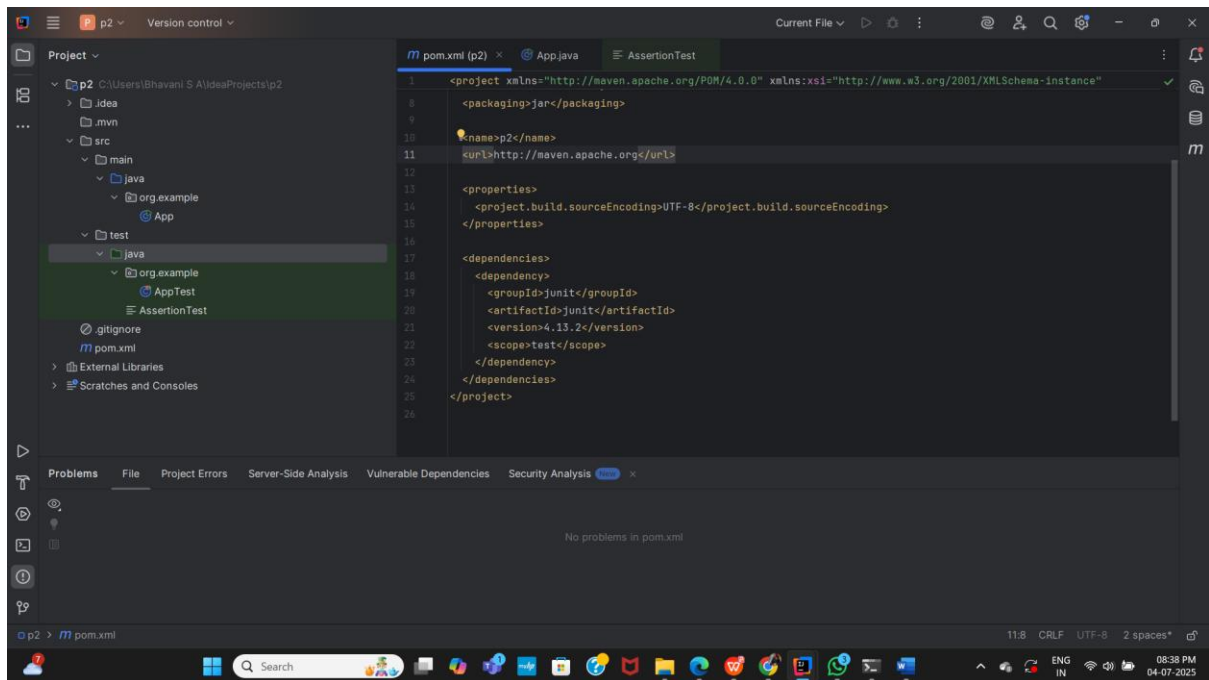 P p2 Version control Current File
Project
p2 C:\Users\Bhavani S A\IdeaProjects\p2
.idea
.mvn
src
main
java
org.example
App
test
java
org.example
AppTest
AssertionTest
.gitignore
m pom.xml
External Libraries
Scratches and Consoles
m pom.xml (p2) App.java AssertionTest
1 <project xmlns="http://maven.apache.org/POM/4.0.0" xmlns:xsi="http://www.w3.org/2001/XMLSchema-instance"
8 <packaging>jar</packaging>
9
10 <name>p2</name>
11 <url>http://maven.apache.org</url>
12
13 <properties>
14 <project.build.sourceEncoding>UTF-8</project.build.sourceEncoding>
15 </properties>
16
17 <dependencies>
18 <dependency>
19 <groupId>junit</groupId>
20 <artifactId>junit</artifactId>
21 <version>4.13.2</version>
22 <scope>test</scope>
23 </dependency>
24 </dependencies>
25 </project>
26
m
Problems File Project Errors Server-Side Analysis Vulnerable Dependencies Security Analysis New
No problems in pom.xml
p2 > m pom.xml 11:8 CRLF UTF-8 2 spaces*
Search
ENG
IN
08:38 PM
04-07-2025